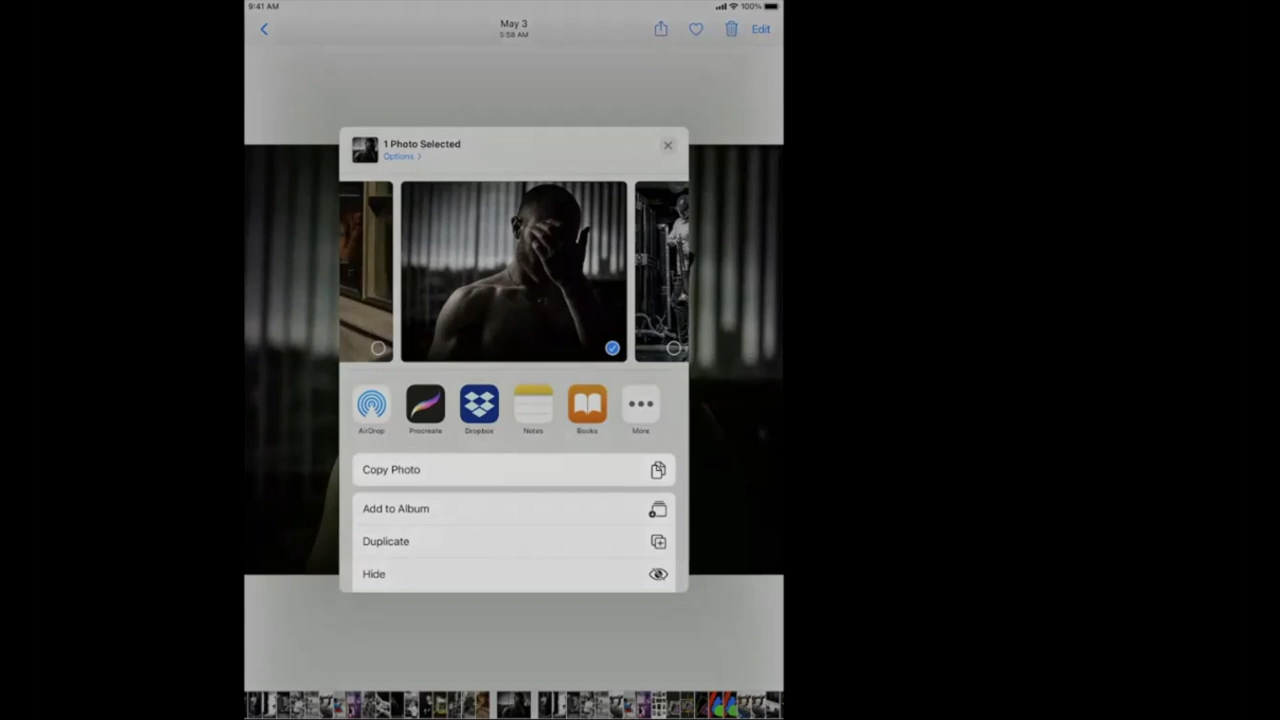 9:41 AM
100%
May 3
5:58 AM
Edit
1 Photo Selected
Options
AirDrop
Procreate
Dropbox
Notes
Books
More
Copy Photo
Add to Album
Duplicate
Hide